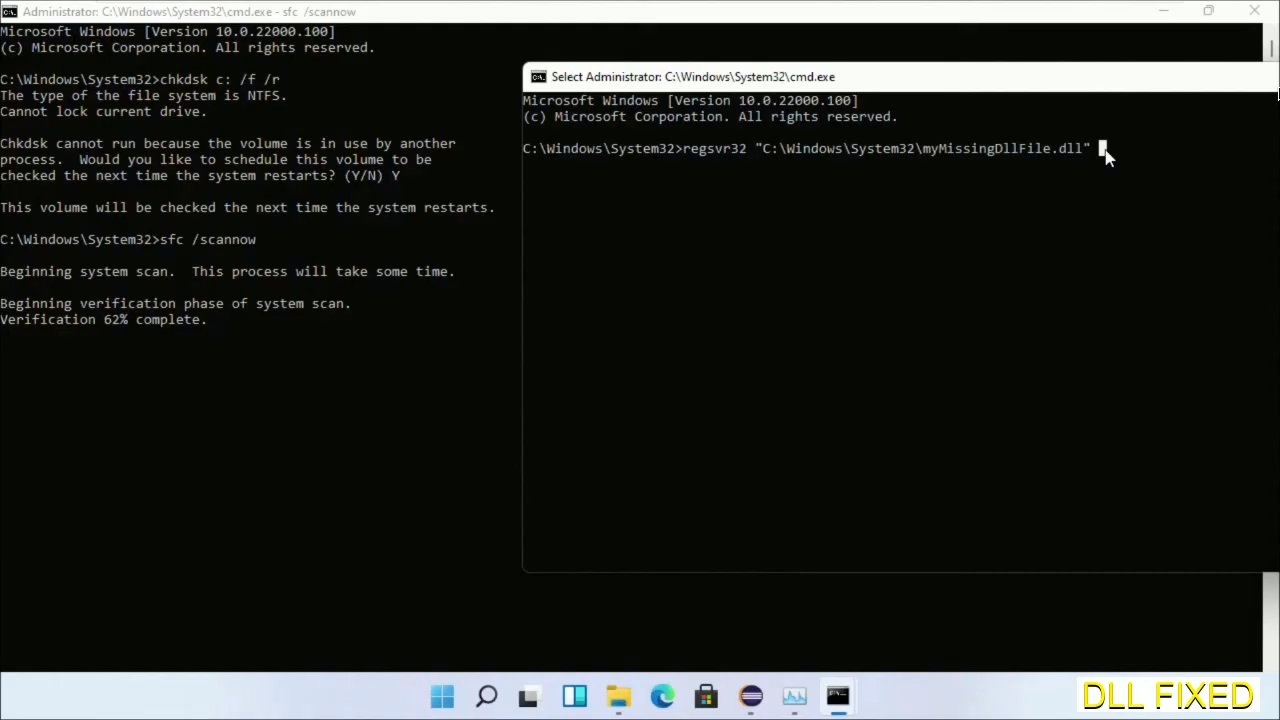 Administrator: C:\Windows\System32\cmd.exe - sfc /scannow
Microsoft Windows [Version 10.0.22000.100]
(c) Microsoft Corporation. All rights reserved.
C:\Windows\System32>chkdsk c: /f /r
The type of the file system is NTFS.
Cannot lock current drive.
Chkdsk cannot run because the volume is in use by another
process.  Would you like to schedule this volume to be
checked the next time the system restarts? (Y/N) Y
This volume will be checked the next time the system restarts.
C:\Windows\System32>sfc /scannow
Beginning system scan.  This process will take some time.
Beginning verification phase of system scan.
Verification 62% complete.
Select Administrator: C:\Windows\System32\cmd.exe
Microsoft Windows [Version 10.0.22000.100]
(c) Microsoft Corporation. All rights reserved.
C:\Windows\System32>regsvr32 "C:\Windows\System32\myMissingDllFile.dll"
DLL FIXED